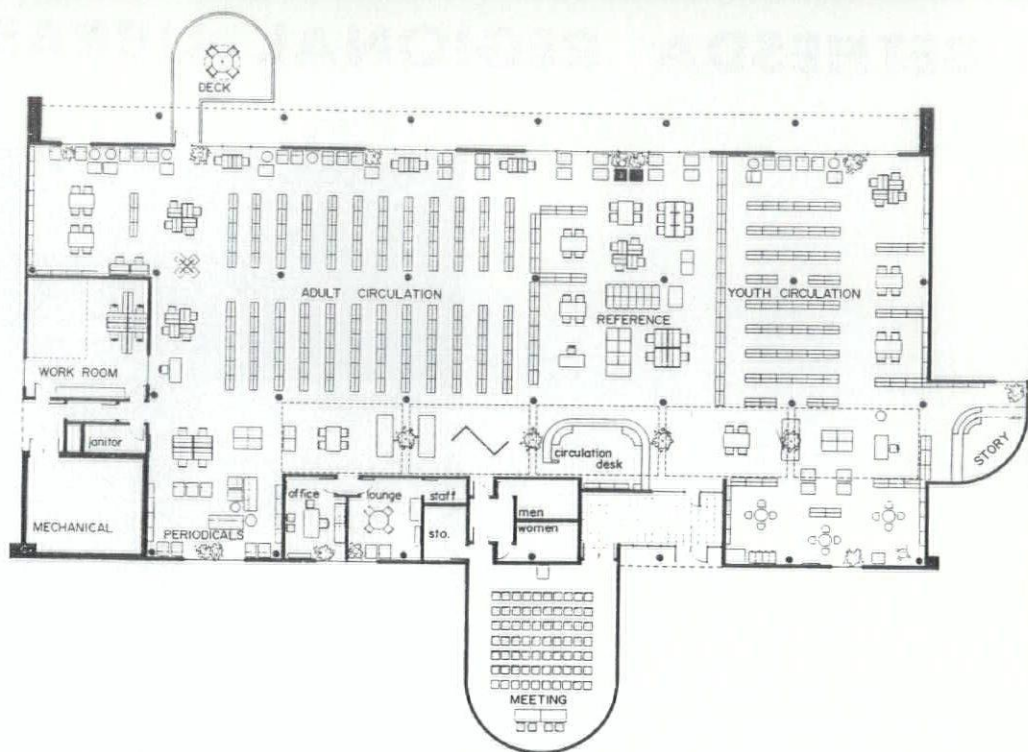 DECK
ADULT CIRCULATION
YOUTH CIRCULATION
REFERENCE
WORK ROOM
janitor
circulation
desk
STORY
office
lounge
staff
men
MECHANICAL
PERIODICALS
sto.
women
MEETING